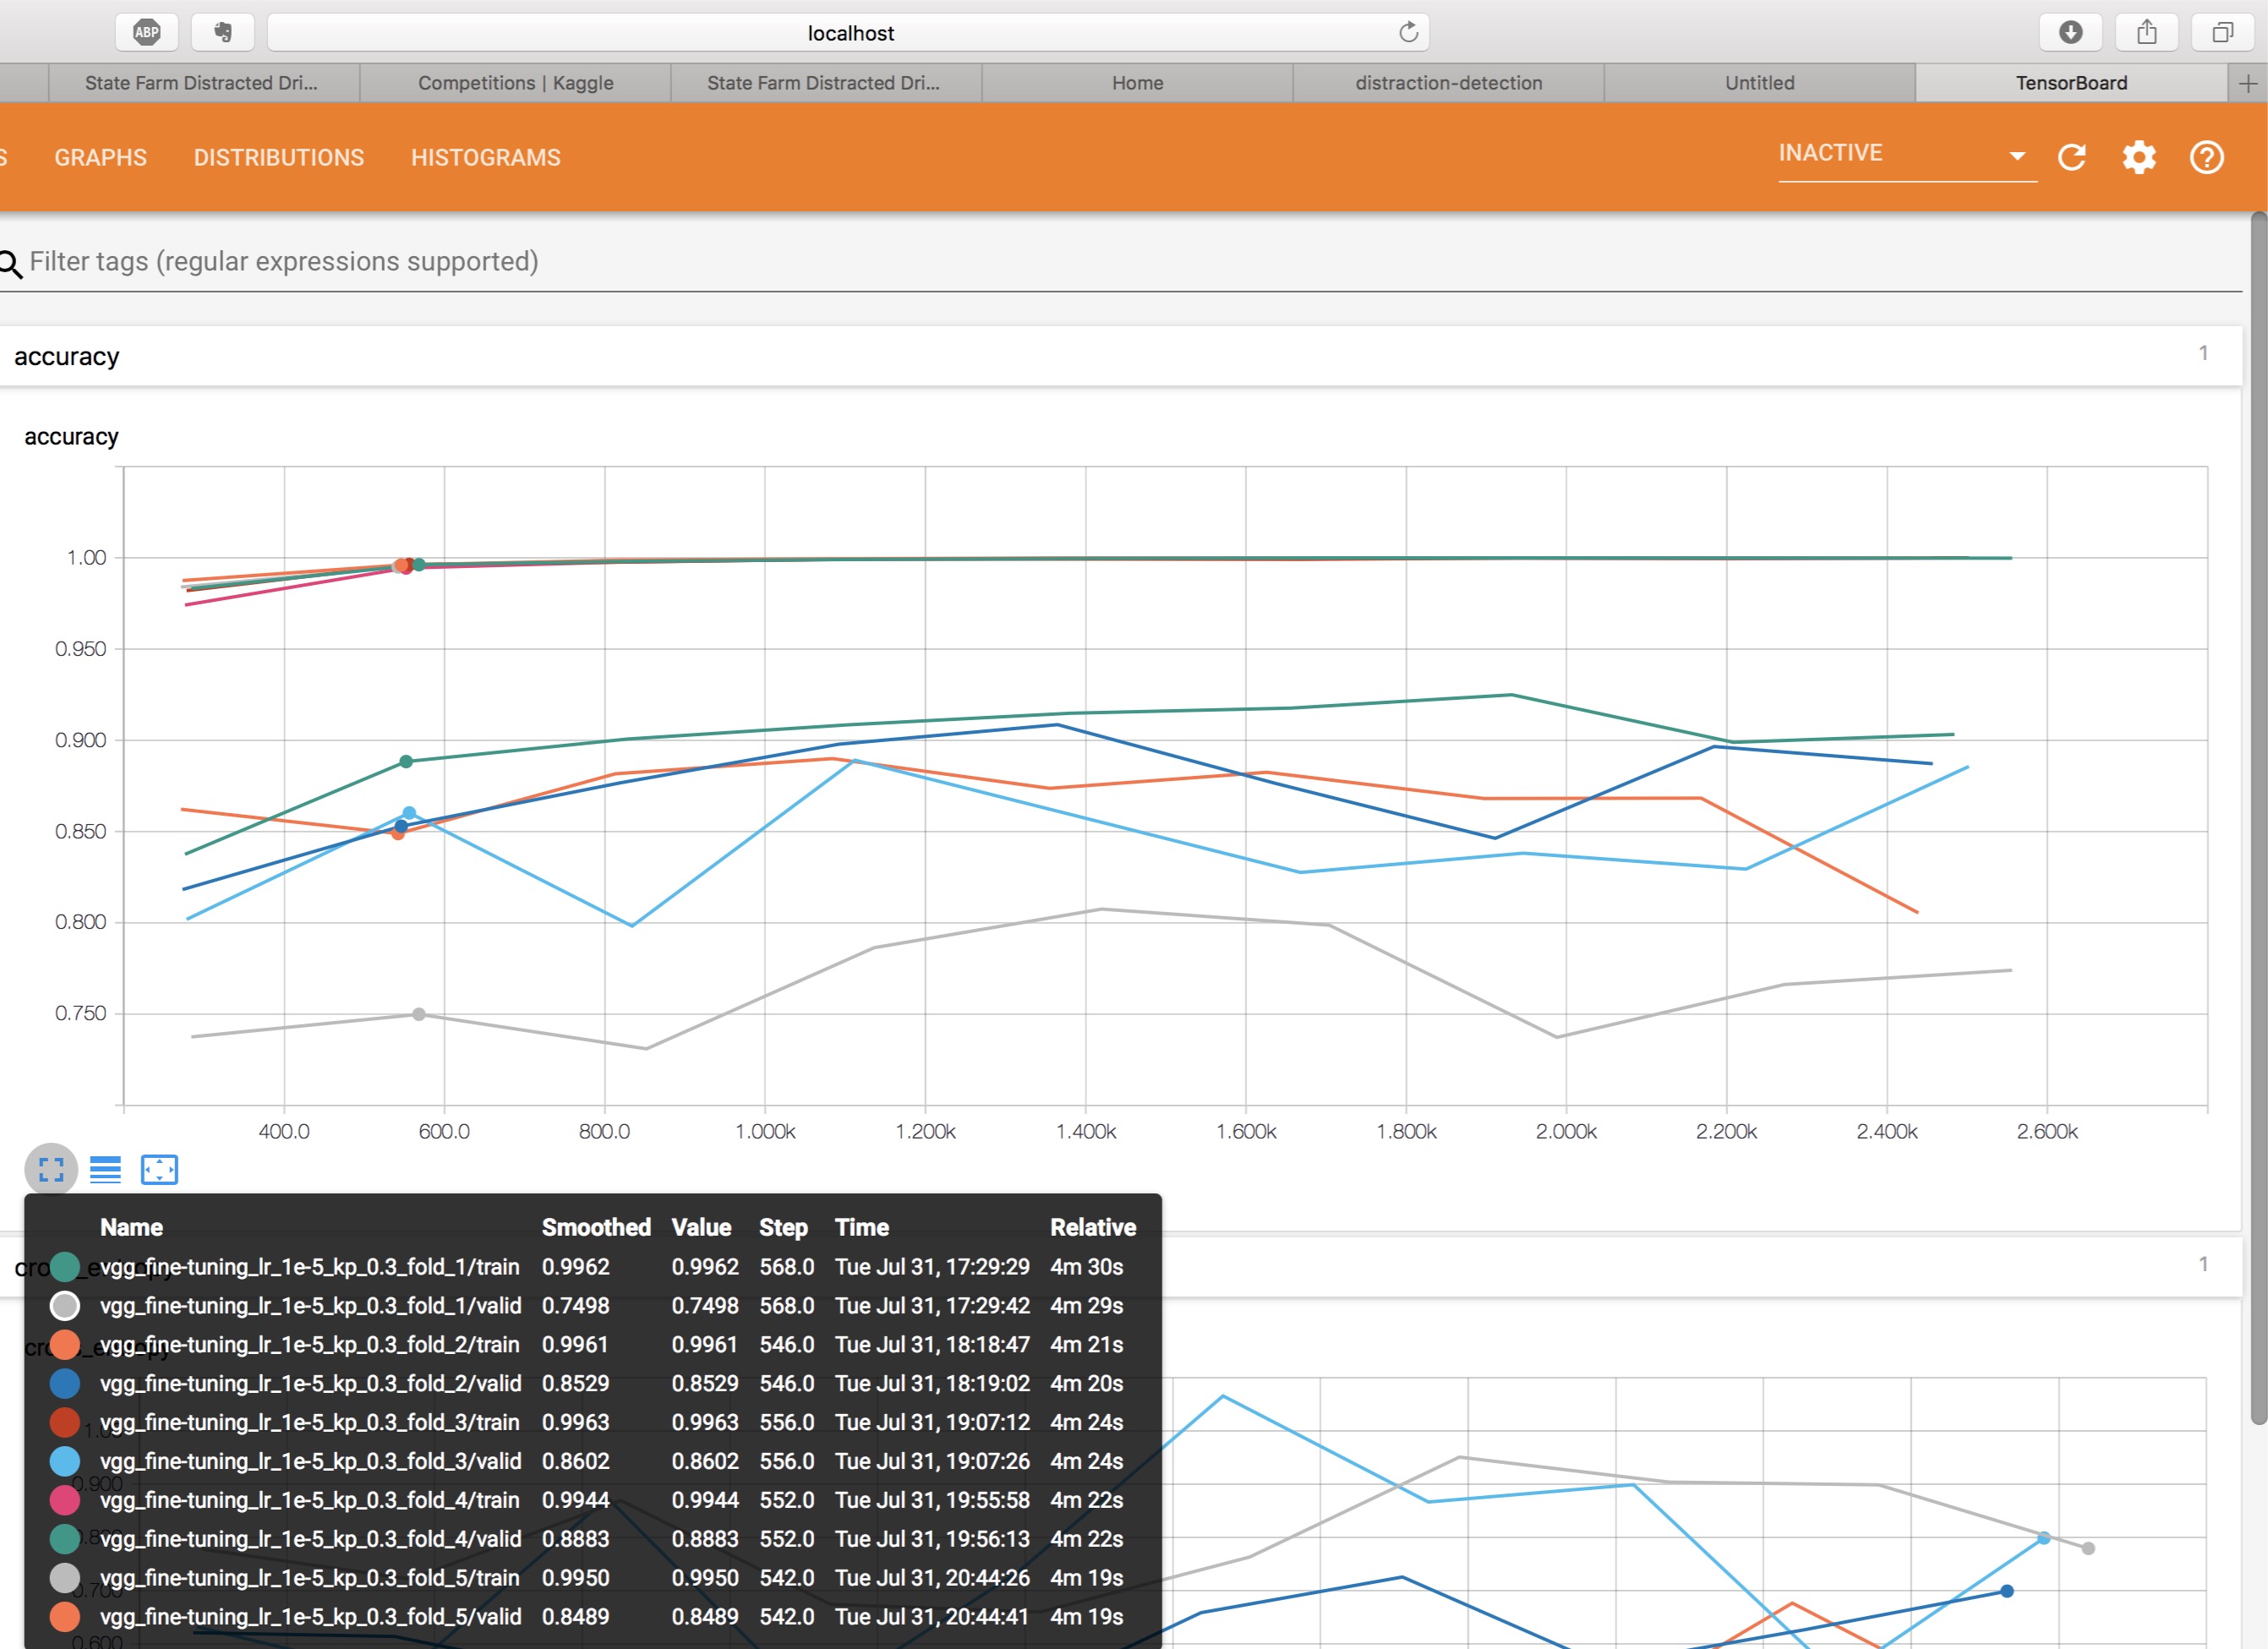 ABP
localhost
State Farm Distracted Dri...
Competitions | Kaggle
State Farm Distracted Dri...
Home
distraction-detection
Untitled
TensorBoard
S
GRAPHS
DISTRIBUTIONS
HISTOGRAMS
INACTIVE
Filter tags (regular expressions supported)
accuracy
1
accuracy
1.00
0.950
0.900
0.850
0.800
0.750
400.0 600.0 800.0 1.000k 1.200k 1.400k 1.600k 1.800k 2.000k 2.200k 2.400k 2.600k
Name Smoothed Value Step Time Relative
vgg_fine-tuning_lr_1e-5_kp_0.3_fold_1/train 0.9962 0.9962 568.0 Tue Jul 31, 17:29:29 4m 30s
vgg_fine-tuning_lr_1e-5_kp_0.3_fold_1/valid 0.7498 0.7498 568.0 Tue Jul 31, 17:29:42 4m 29s
vgg_fine-tuning_lr_1e-5_kp_0.3_fold_2/train 0.9961 0.9961 546.0 Tue Jul 31, 18:18:47 4m 21s
vgg_fine-tuning_lr_1e-5_kp_0.3_fold_2/valid 0.8529 0.8529 546.0 Tue Jul 31, 18:19:02 4m 20s
vgg_fine-tuning_lr_1e-5_kp_0.3_fold_3/train 0.9963 0.9963 556.0 Tue Jul 31, 19:07:12 4m 24s
vgg_fine-tuning_lr_1e-5_kp_0.3_fold_3/valid 0.8602 0.8602 556.0 Tue Jul 31, 19:07:26 4m 24s
vgg_fine-tuning_lr_1e-5_kp_0.3_fold_4/train 0.9944 0.9944 552.0 Tue Jul 31, 19:55:58 4m 22s
vgg_fine-tuning_lr_1e-5_kp_0.3_fold_4/valid 0.8883 0.8883 552.0 Tue Jul 31, 19:56:13 4m 22s
vgg_fine-tuning_lr_1e-5_kp_0.3_fold_5/train 0.9950 0.9950 542.0 Tue Jul 31, 20:44:26 4m 19s
vgg_fine-tuning_lr_1e-5_kp_0.3_fold_5/valid 0.8489 0.8489 542.0 Tue Jul 31, 20:44:41 4m 19s
1
0.900
0.700
0.600